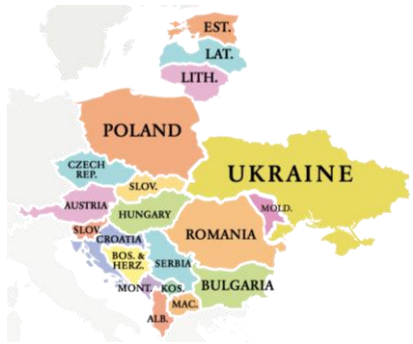 EST.
LAT.
LITH.
POLAND
UKRAINE
CZECH
REP.
SLOV.
AUSTRIA
HUNGARY
MOLD.
SLOV.
CROATIA
ROMANIA
BOS. &
HERZ.
SERBIA
MONT.
KOS.
BULGARIA
MAC.
ALB.